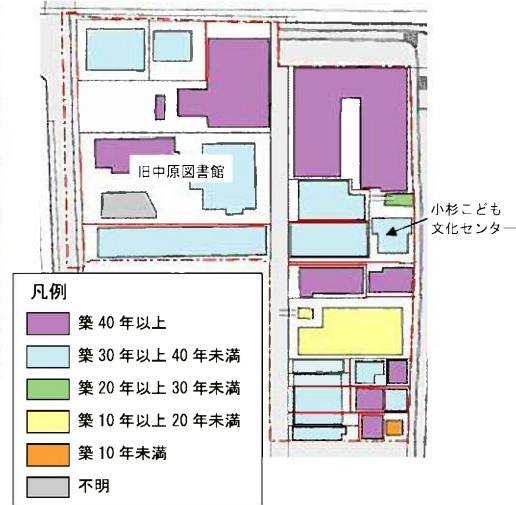 旧中原図書館
小杉こども
文化センター
凡例
築 40 年以上
築 30 年以上 40 年未満
築 20 年以上 30 年未満
築 10 年以上 20 年未満
築 10 年未満
不明